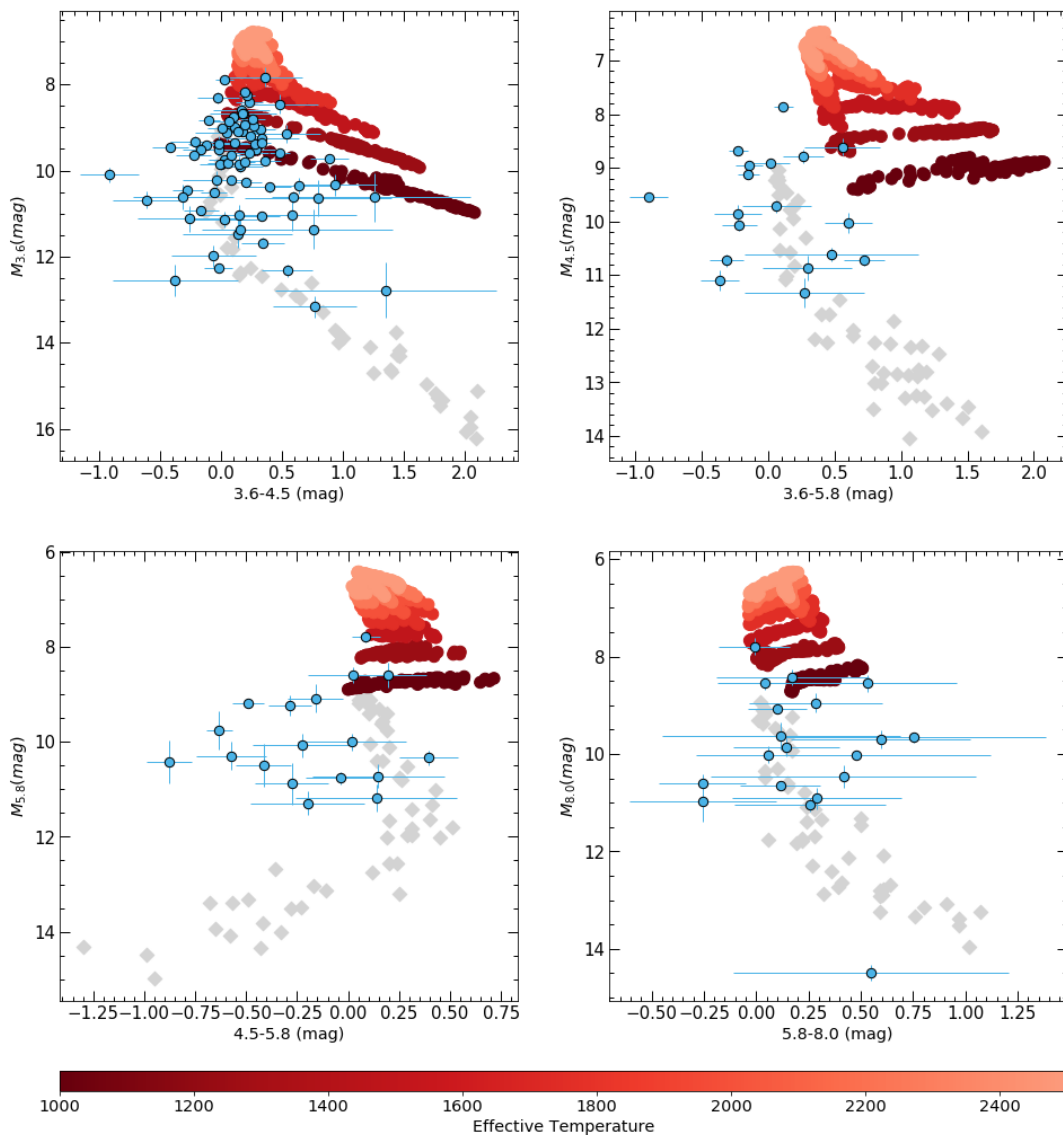 6
8
10
12
14
16
M3.6(mag)
−1.0 −0.5 0.0 0.5 1.0 1.5 2.0
3.6-4.5 (mag)
7
8
9
10
11
12
13
14
M4.5(mag)
−1.0 −0.5 0.0 0.5 1.0 1.5 2.0
3.6-5.8 (mag)
6
8
10
12
14
M5.8(mag)
−1.25 −1.00 −0.75 −0.50 −0.25 0.00 0.25 0.50 0.75
4.5-5.8 (mag)
6
8
10
12
14
M8.0(mag)
−0.50 −0.25 0.00 0.25 0.50 0.75 1.00 1.25
5.8-8.0 (mag)
1000 1200 1400 1600 1800 2000 2200 2400
Effective Temperature